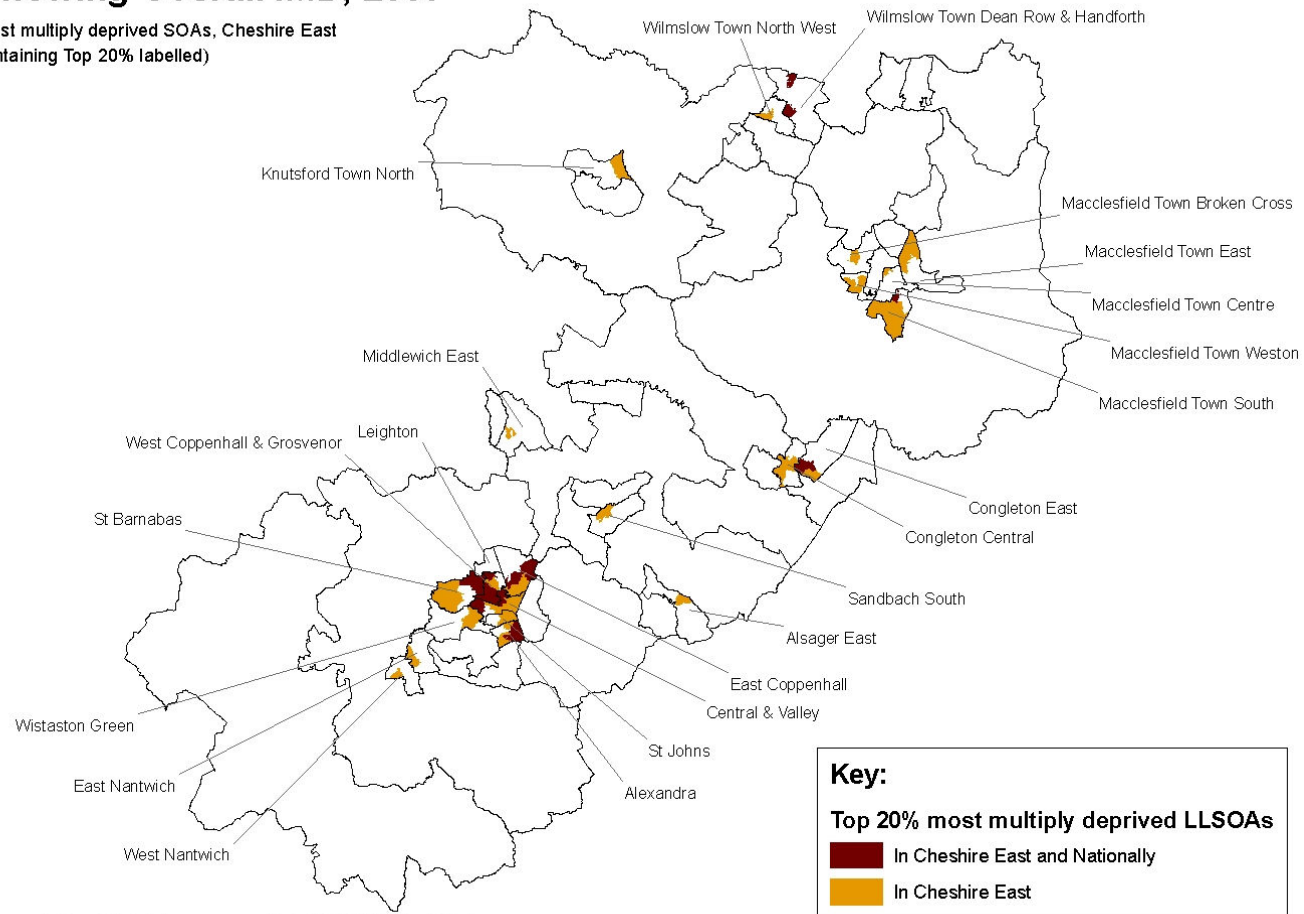 Overall IMD, 
st multiply deprived SOAs, Cheshire East
ntaining Top 20% labelled)
Wilmslow Town North West
Wilmslow Town Dean Row & Handforth
Knutsford Town North
Macclesfield Town Broken Cross
Macclesfield Town East
Macclesfield Town Centre
Macclesfield Town Weston
Macclesfield Town South
Middlewich East
Leighton
West Coppenhall & Grosvenor
St Barnabas
Congleton East
Congleton Central
Sandbach South
Alsager East
East Coppenhall
Central & Valley
St Johns
Alexandra
Wistaston Green
East Nantwich
West Nantwich
Key:
Top 20% most multiply deprived LLSOAs
In Cheshire East and Nationally
In Cheshire East